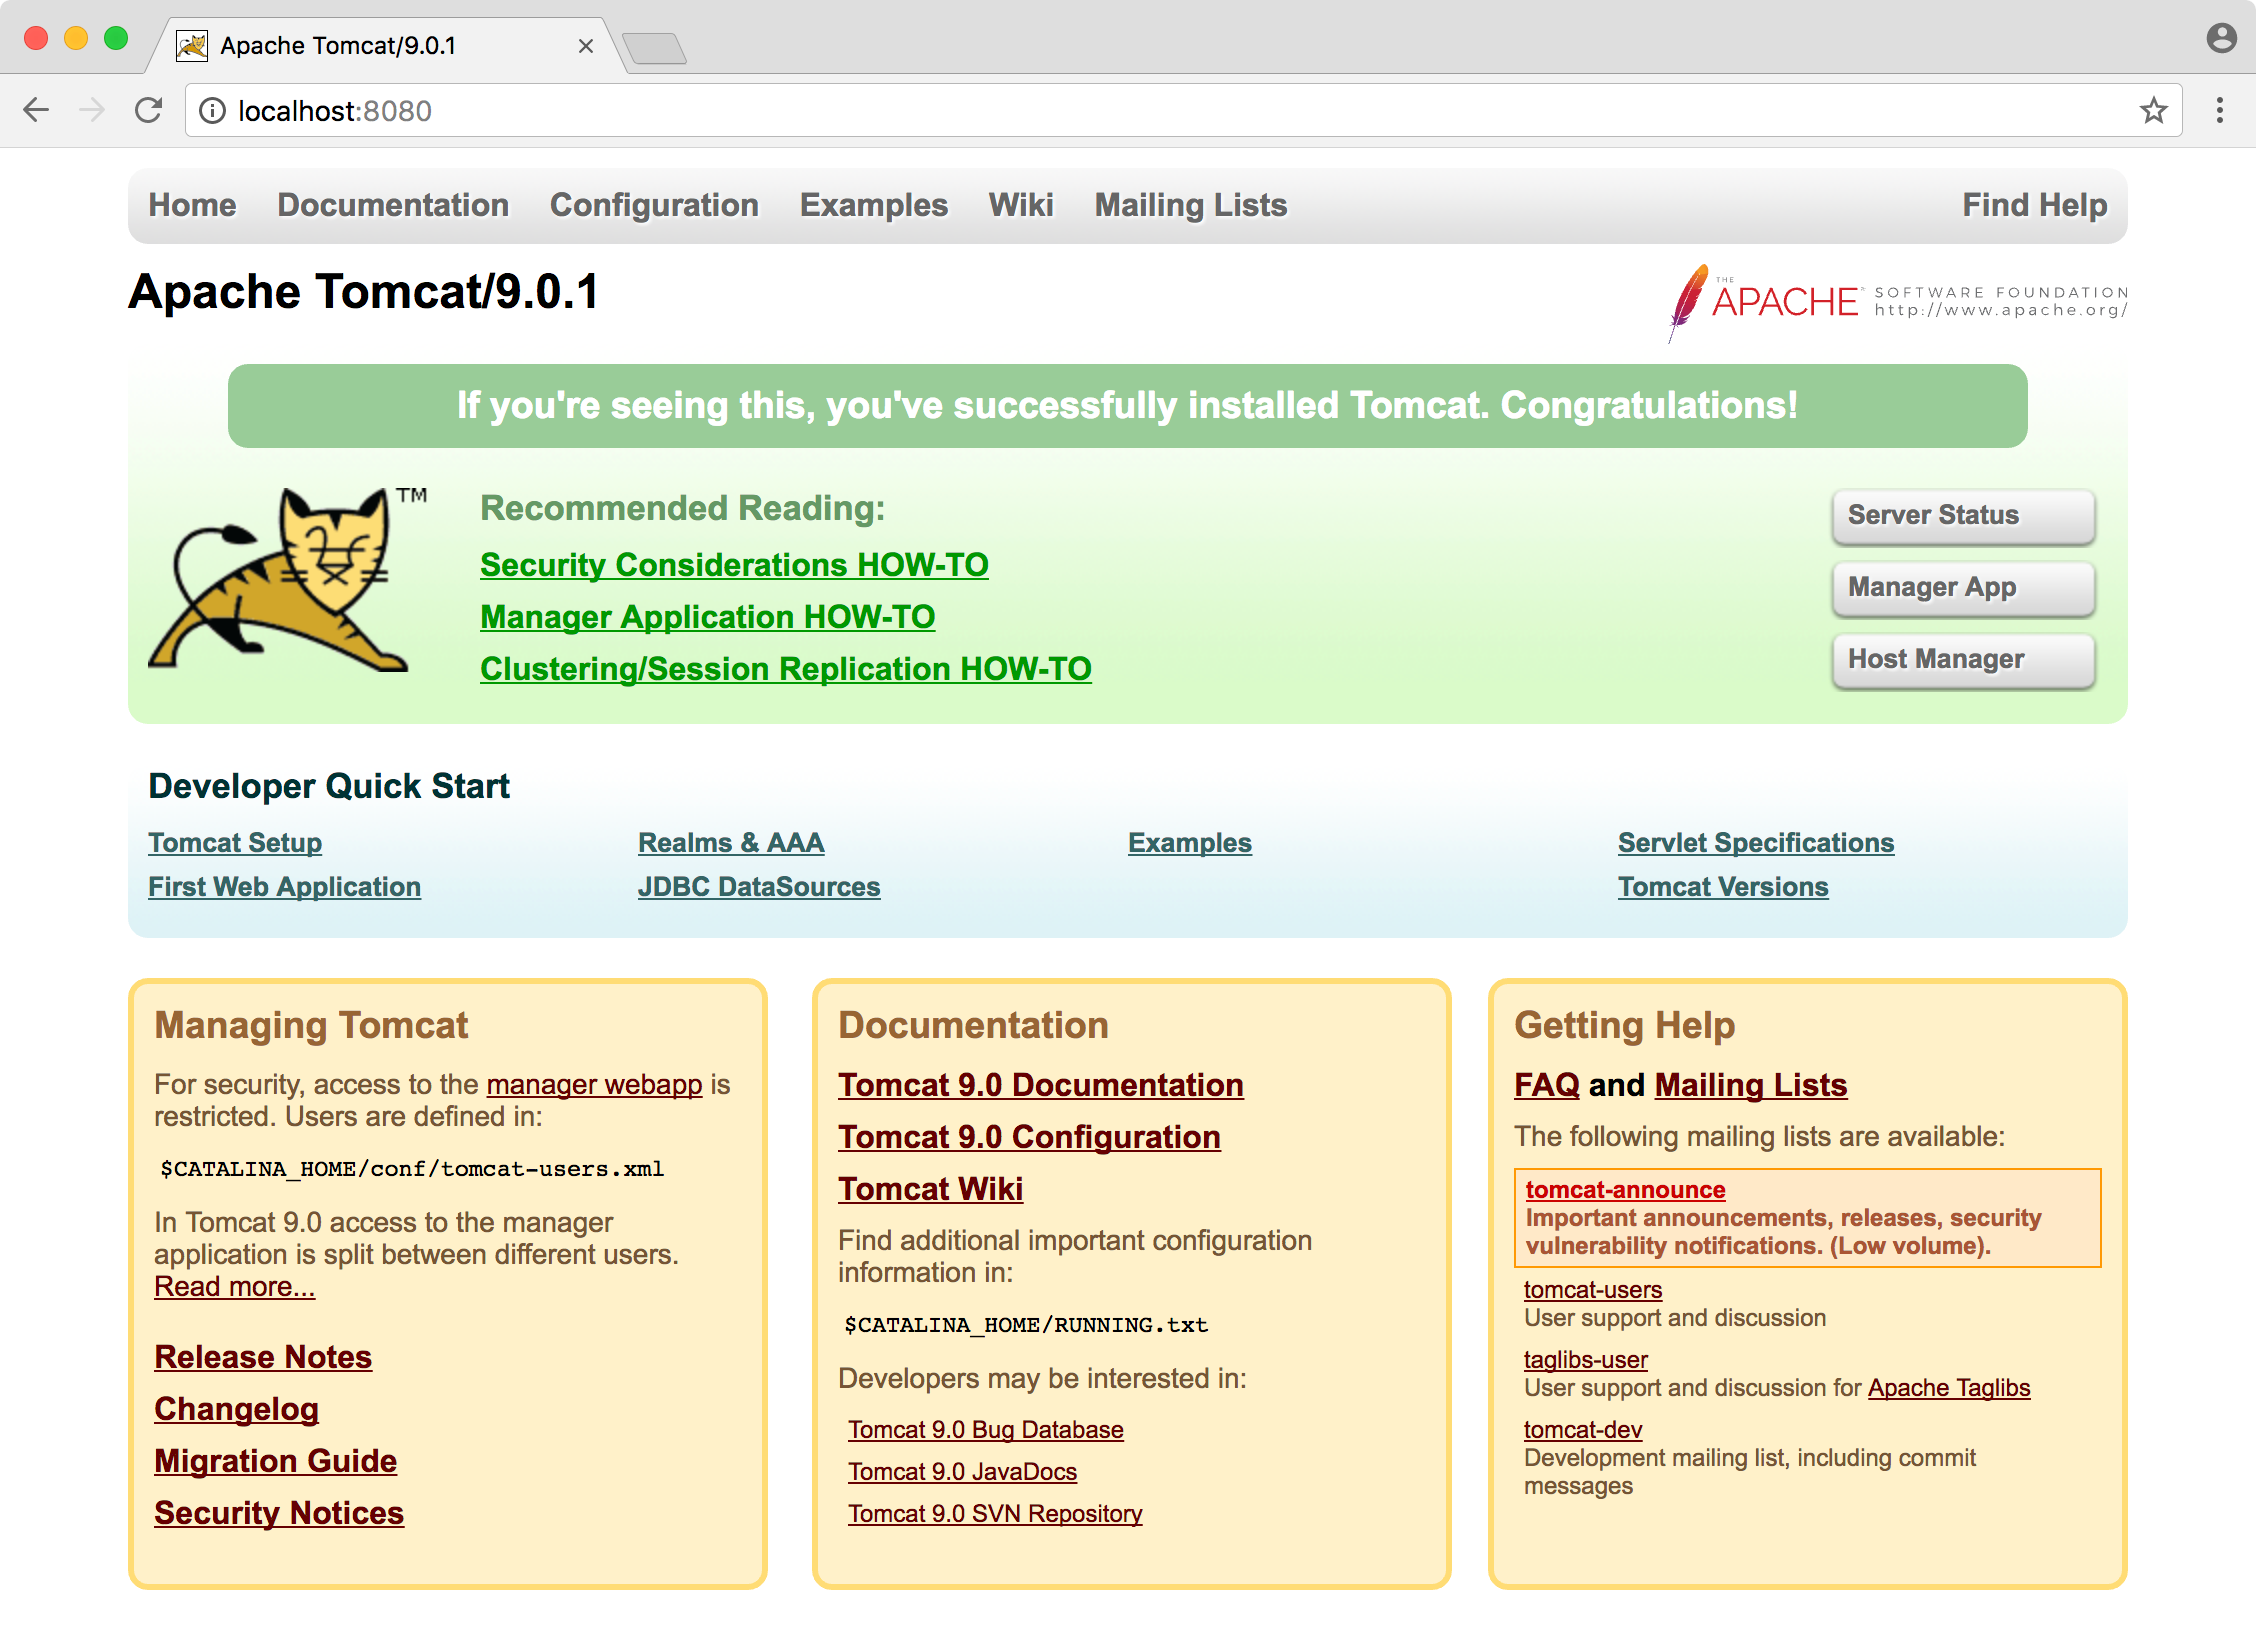 Apache Tomcat/9.0.1
localhost:8080
Home Documentation Configuration Examples Wiki Mailing Lists Find Help
Apache Tomcat/9.0.1
THE APACHE SOFTWARE FOUNDATION
http://www.apache.org/
If you're seeing this, you've successfully installed Tomcat. Congratulations!
TM
Recommended Reading:
Security Considerations HOW-TO
Manager Application HOW-TO
Clustering/Session Replication HOW-TO
Server Status
Manager App
Host Manager
Developer Quick Start
Tomcat Setup
First Web Application
Realms & AAA
JDBC DataSources
Examples
Servlet Specifications
Tomcat Versions
Managing Tomcat
For security, access to the manager webapp is
restricted. Users are defined in:
$CATALINA_HOME/conf/tomcat-users.xml
In Tomcat 9.0 access to the manager
application is split between different users.
Read more...
Release Notes
Changelog
Migration Guide
Security Notices
Documentation
Tomcat 9.0 Documentation
Tomcat 9.0 Configuration
Tomcat Wiki
Find additional important configuration
information in:
$CATALINA_HOME/RUNNING.txt
Developers may be interested in:
Tomcat 9.0 Bug Database
Tomcat 9.0 JavaDocs
Tomcat 9.0 SVN Repository
Getting Help
FAQ and Mailing Lists
The following mailing lists are available:
tomcat-announce
Important announcements, releases, security
vulnerability notifications. (Low volume).
tomcat-users
User support and discussion
taglibs-user
User support and discussion for Apache Taglibs
tomcat-dev
Development mailing list, including commit
messages